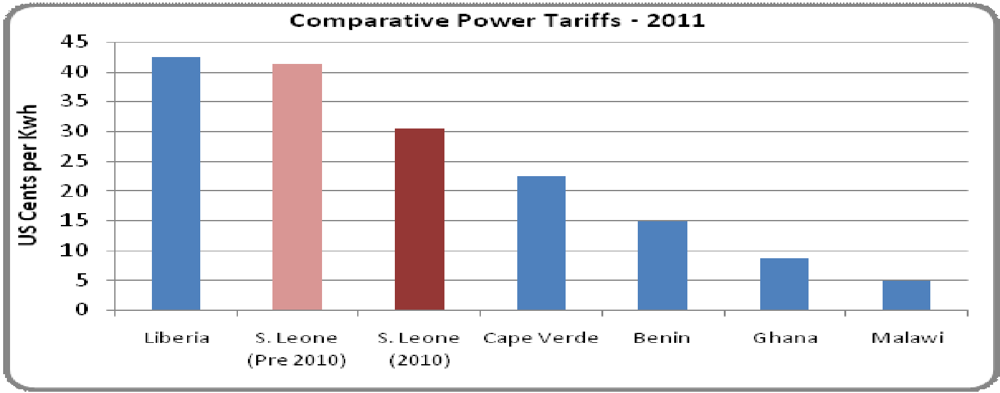 Comparative Power Tariffs - 2011
US Cents per Kwh
45
40
35
30
25
20
15
10
5
0
Liberia
S. Leone
(Pre 2010)
S. Leone
(2010)
Cape Verde
Benin
Ghana
Malawi